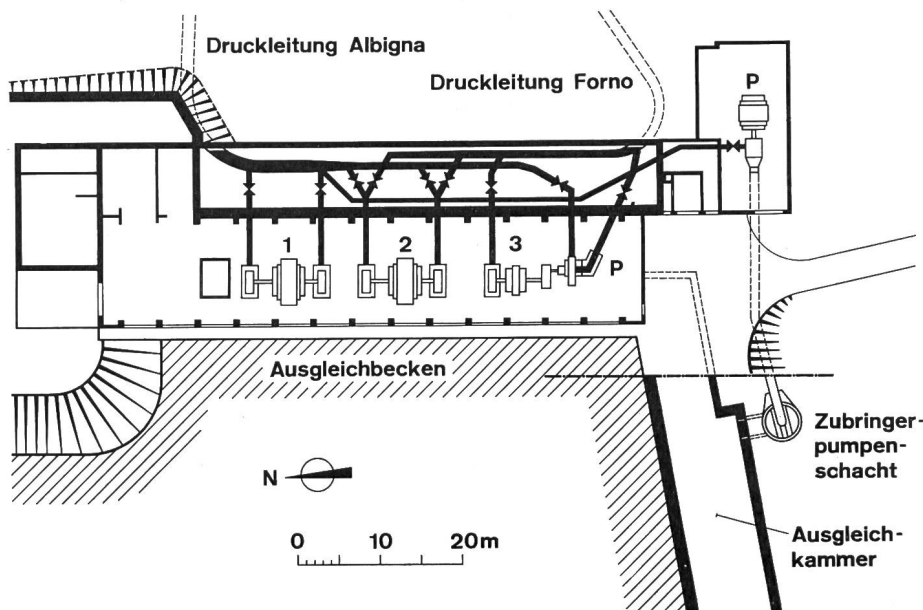 Druckleitung Albigna
Druckleitung Forno
P
1
2
3
P
Ausgleichbecken
Zubringer-
pumpen-
schacht
N
Ausgleich-
kammer
0 10 20m